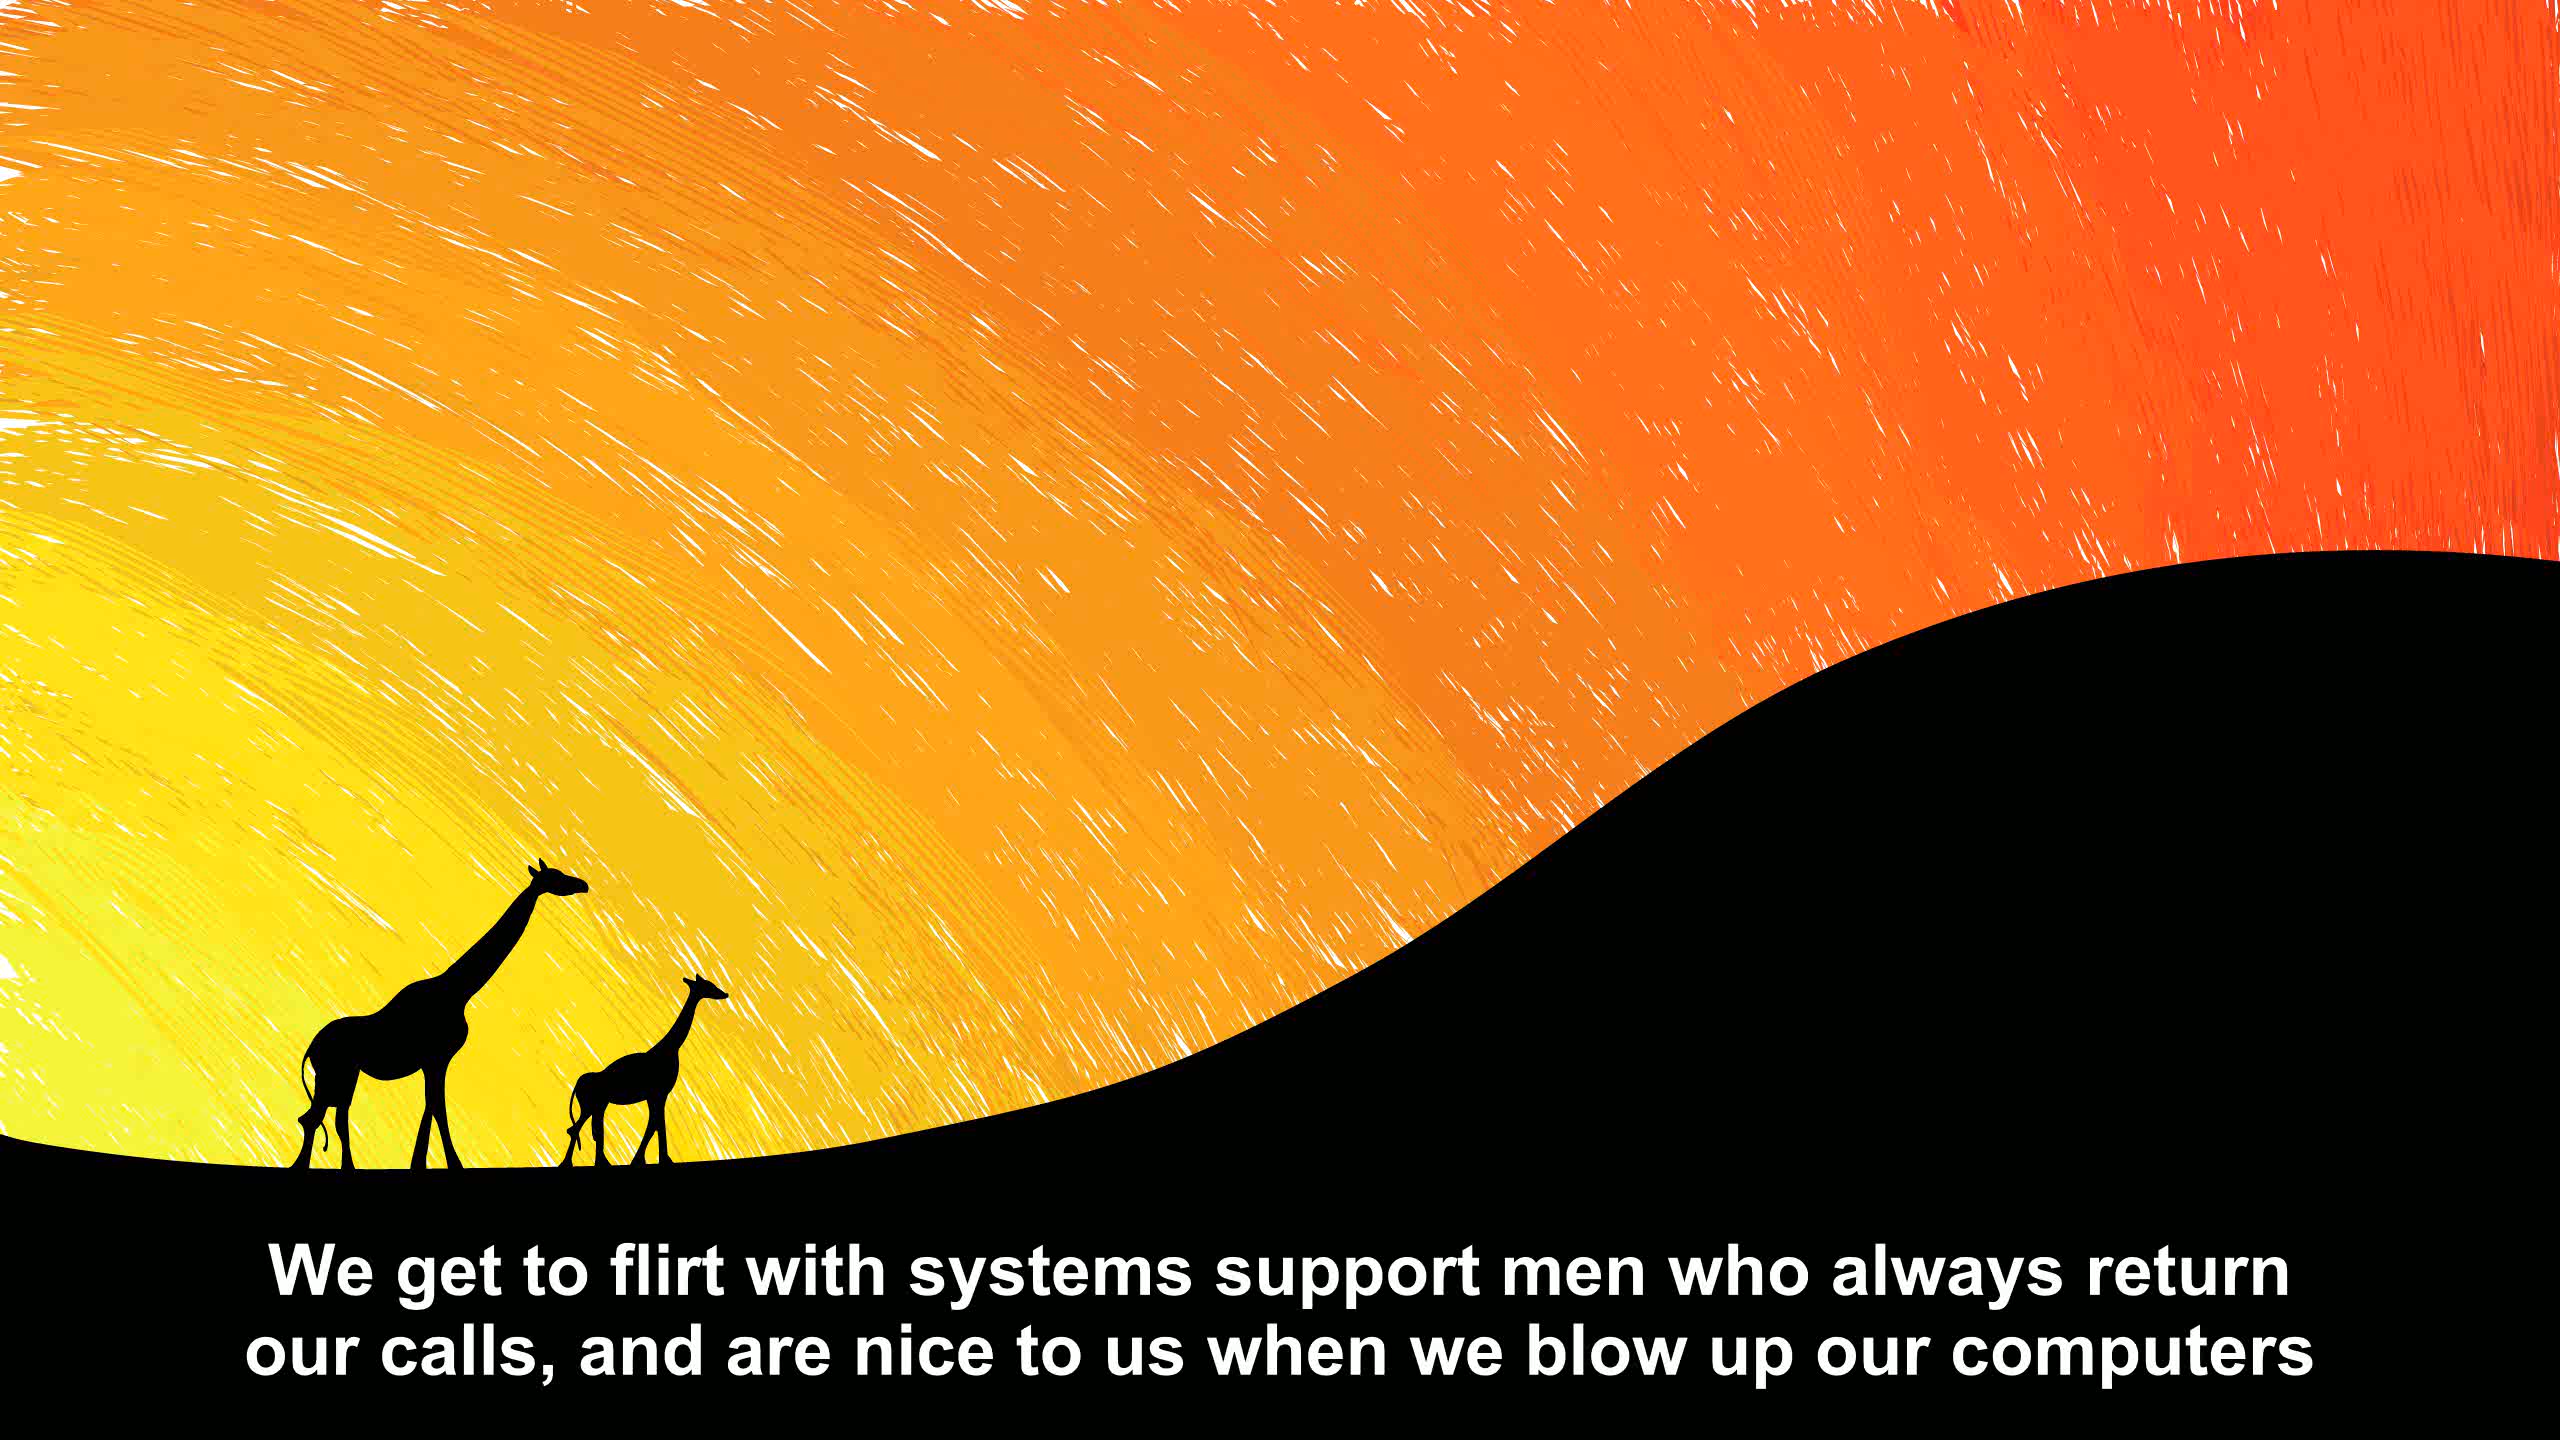 We get to flirt with systems support men who always return
our calls, and are nice to us when we blow up our computers